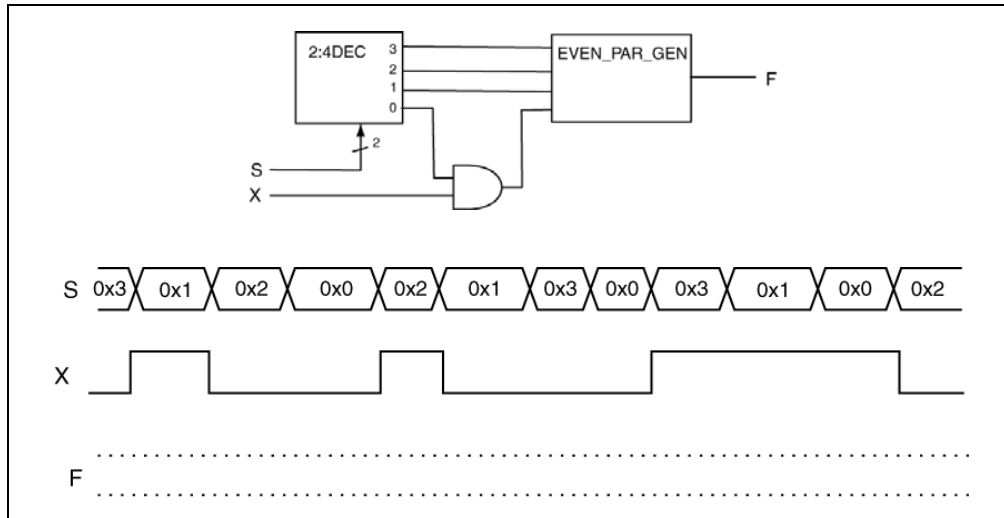 2:4DEC
3
2
1
0
EVEN_PAR_GEN
F
2
S
X
S 0x3 0x1 0x2 0x0 0x2 0x1 0x3 0x0 0x3 0x1 0x0 0x2
X
F